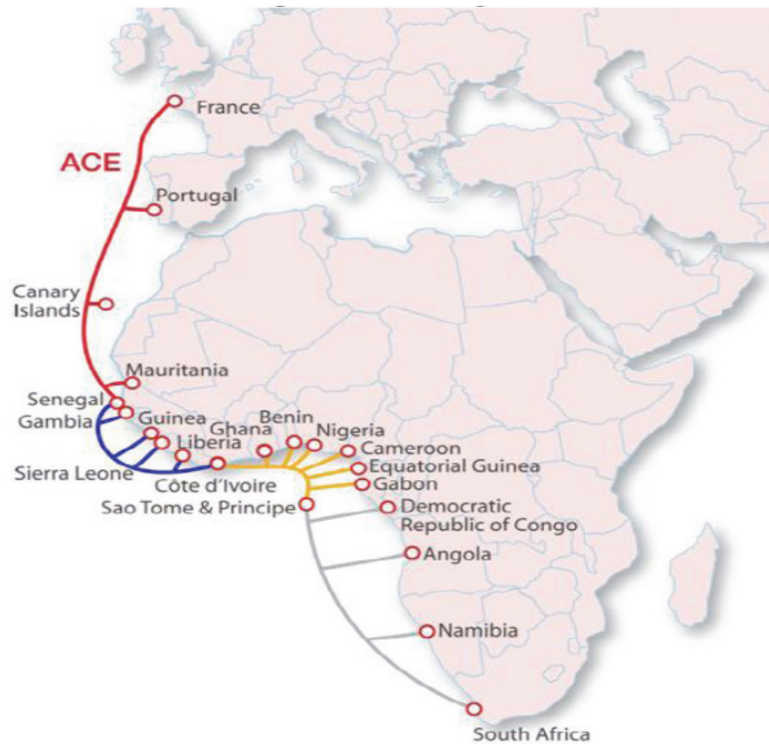 France
ACE
Portugal
Canary
Islands
Mauritania
Senegal
Gambia
Guinea
Ghana
Benin
Nigeria
Liberia
Cameroon
Sierra Leone
Equatorial Guinea
Côte d'Ivoire
Gabon
Sao Tome & Principe
Democratic
Republic of Congo
Angola
Namibia
South Africa